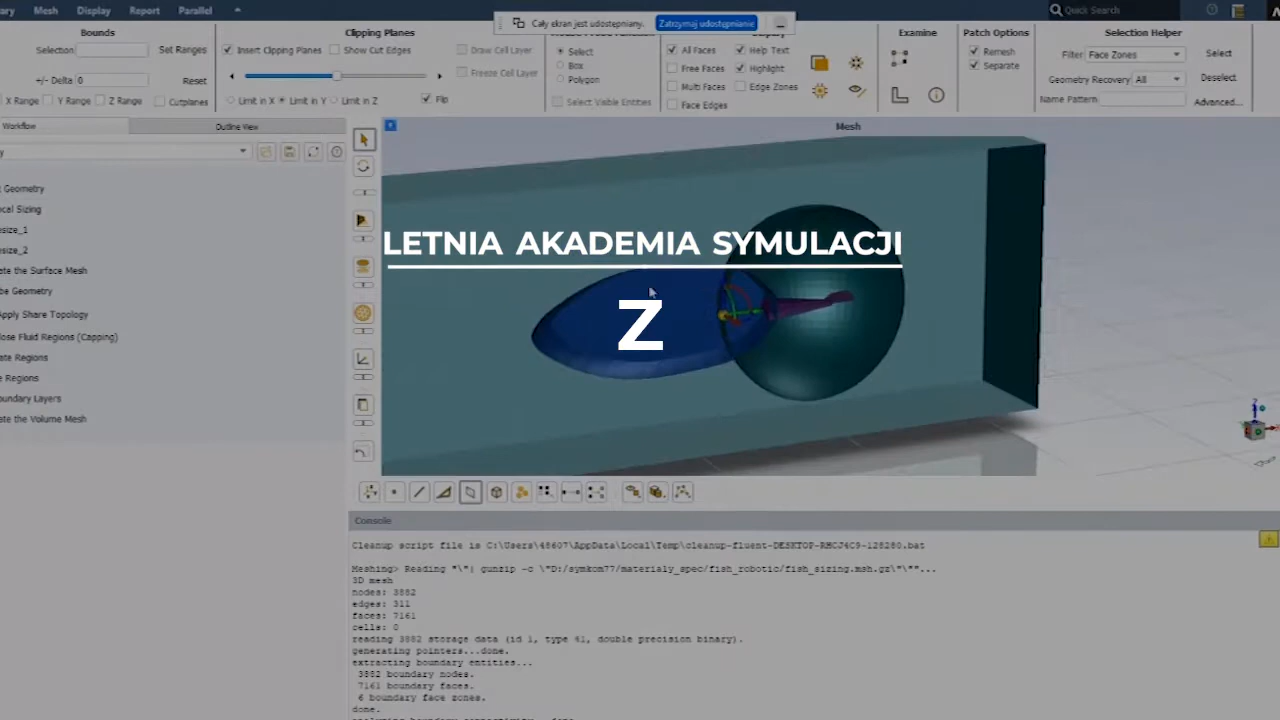 Mesh Display Report Parallel
Cały ekran jest udostępniany. Zatrzymaj udostępnianie
Quick Search
Bounds
Selection Set Ranges
+/- Delta 0 Reset
X Range Y Range Z Range Cutplanes
Clipping Planes
Insert Clipping Planes Show Cut Edges Draw Cell Layer
Freeze Cell Layer
Limit in X Limit in Y Limit in Z Flip
Select
Box
Polygon
Select Visible Entities
All Faces Help Text
Free Faces Highlight
Multi Faces Edge Zones
Face Edges
Examine
Patch Options
Remesh
Separate
Selection Helper
Filter Face Zones Select
Geometry Recovery All Deselect
Name Pattern Advanced...
Workflow Outline View
Mesh
Geometry
Sizing
ate the Surface Mesh
be Geometry
Apply Share Topology
lose Fluid Regions (Capping)
ate Regions
e Regions
oundary Layers
ate the Volume Mesh
LETNIA AKADEMIA SYMULACJI
Z
Console
Cleanup script file is C:\Users\48607\AppData\Local\Temp\cleanup-fluent-DESKTOP-RHCJ4C9-128280.bat
Meshing> Reading "\"| gunzip -c \"D:/symkom77/materialy_spec/fish_robotic/fish_sizing.msh.gz\""...
3D mesh
nodes: 3882
edges: 311
faces: 7161
cells: 0
reading 3882 storage data (id 1, type 41, double precision binary).
generating pointers...done.
extracting boundary entities...
3882 boundary nodes.
7161 boundary faces.
6 boundary face zones.
done.